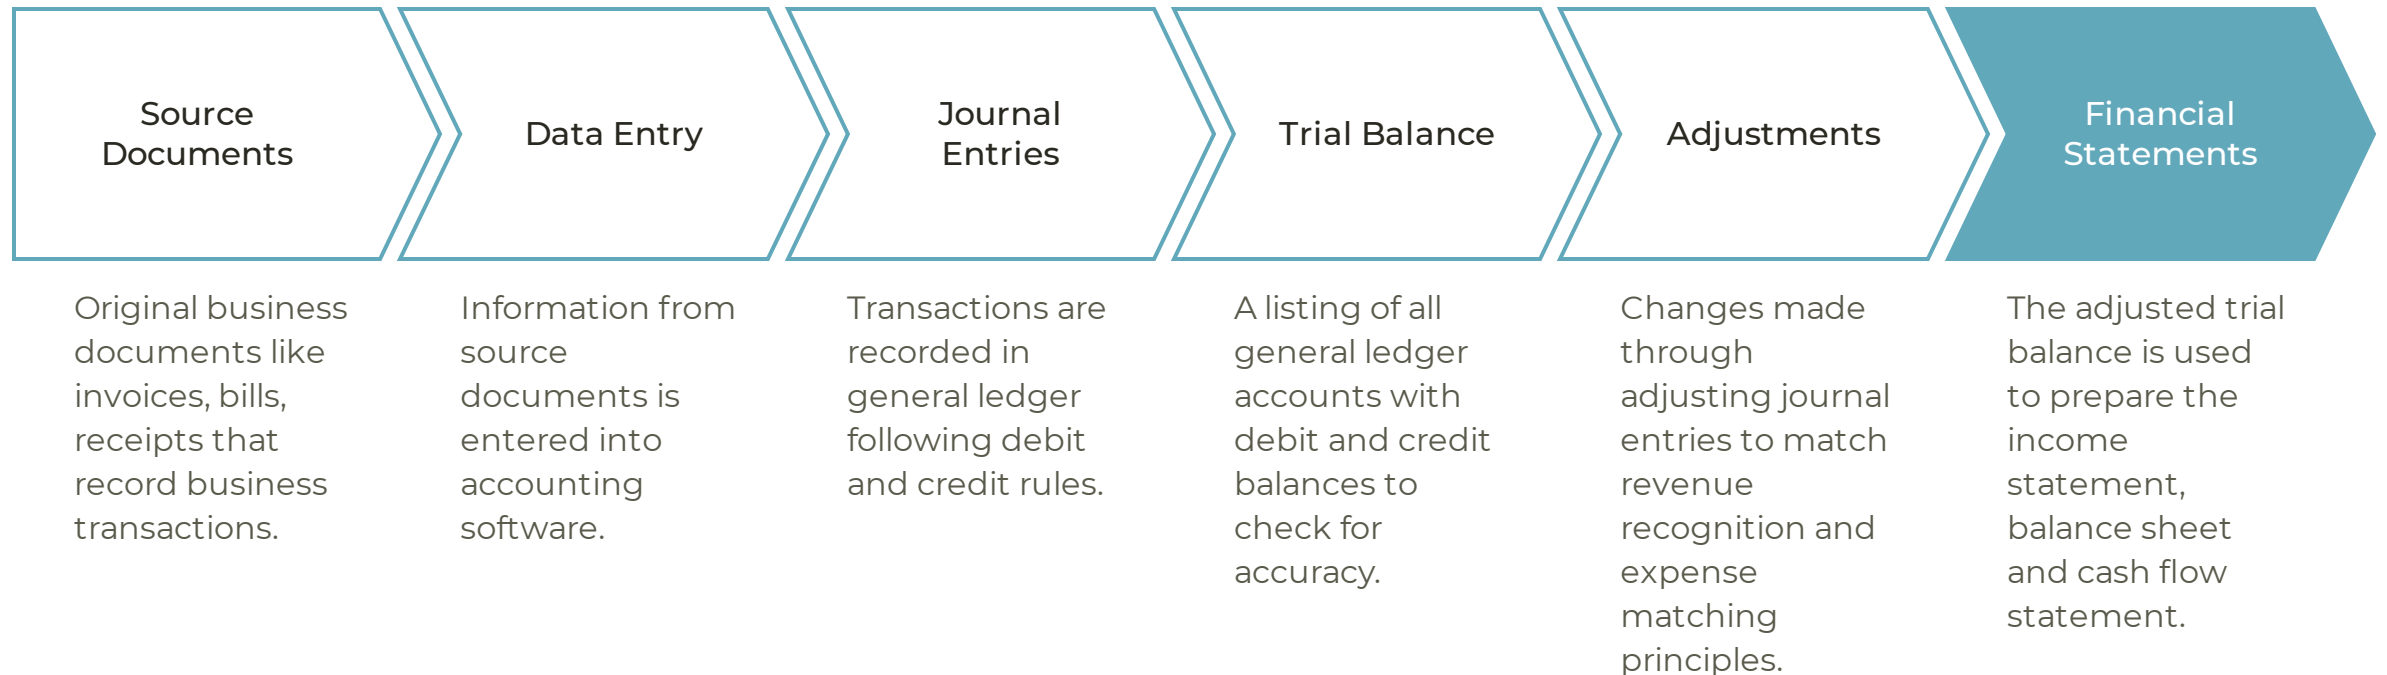 Source
Documents
Data Entry
Journal
Entries
Trial Balance
Adjustments
Financial
Statements
Original business
documents like
invoices, bills,
receipts that
record business
transactions.
Information from
source
documents is
entered into
accounting
software.
Transactions are
recorded in
general ledger
following debit
and credit rules.
A listing of all
general ledger
accounts with
debit and credit
balances to
check for
accuracy.
Changes made
through
adjusting journal
entries to match
revenue
recognition and
expense
matching
principles.
The adjusted trial
balance is used
to prepare the
income
statement,
balance sheet
and cash flow
statement.